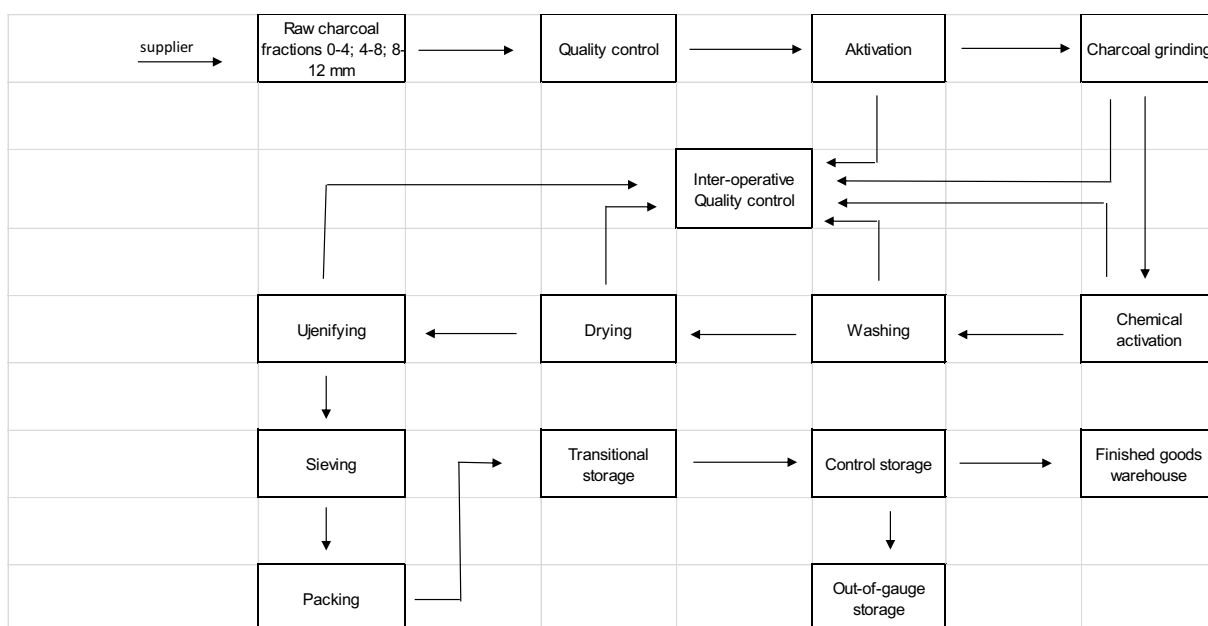 supplier
Raw charcoal
fractions 0-4; 4-8; 8-
12 mm
Quality control
Aktivation
Charcoal grinding
Inter-operative
Quality control
Ujenifying
Drying
Washing
Chemical
activation
Sieving
Transitional
storage
Control storage
Finished goods
warehouse
Packing
Out-of-gauge
storage